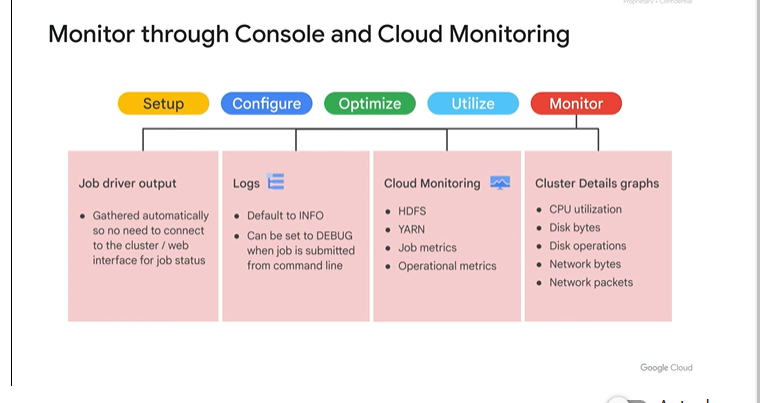 Proprietary + Confidential
Monitor through Console and Cloud Monitoring
Setup
Configure
Optimize
Utilize
Monitor
Job driver output
• Gathered automatically
so no need to connect
to the cluster / web
interface for job status
Logs
• Default to INFO
• Can be set to DEBUG
when job is submitted
from command line
Cloud Monitoring
• HDFS
• YARN
• Job metrics
• Operational metrics
Cluster Details graphs
• CPU utilization
• Disk bytes
• Disk operations
• Network bytes
• Network packets
Google Cloud